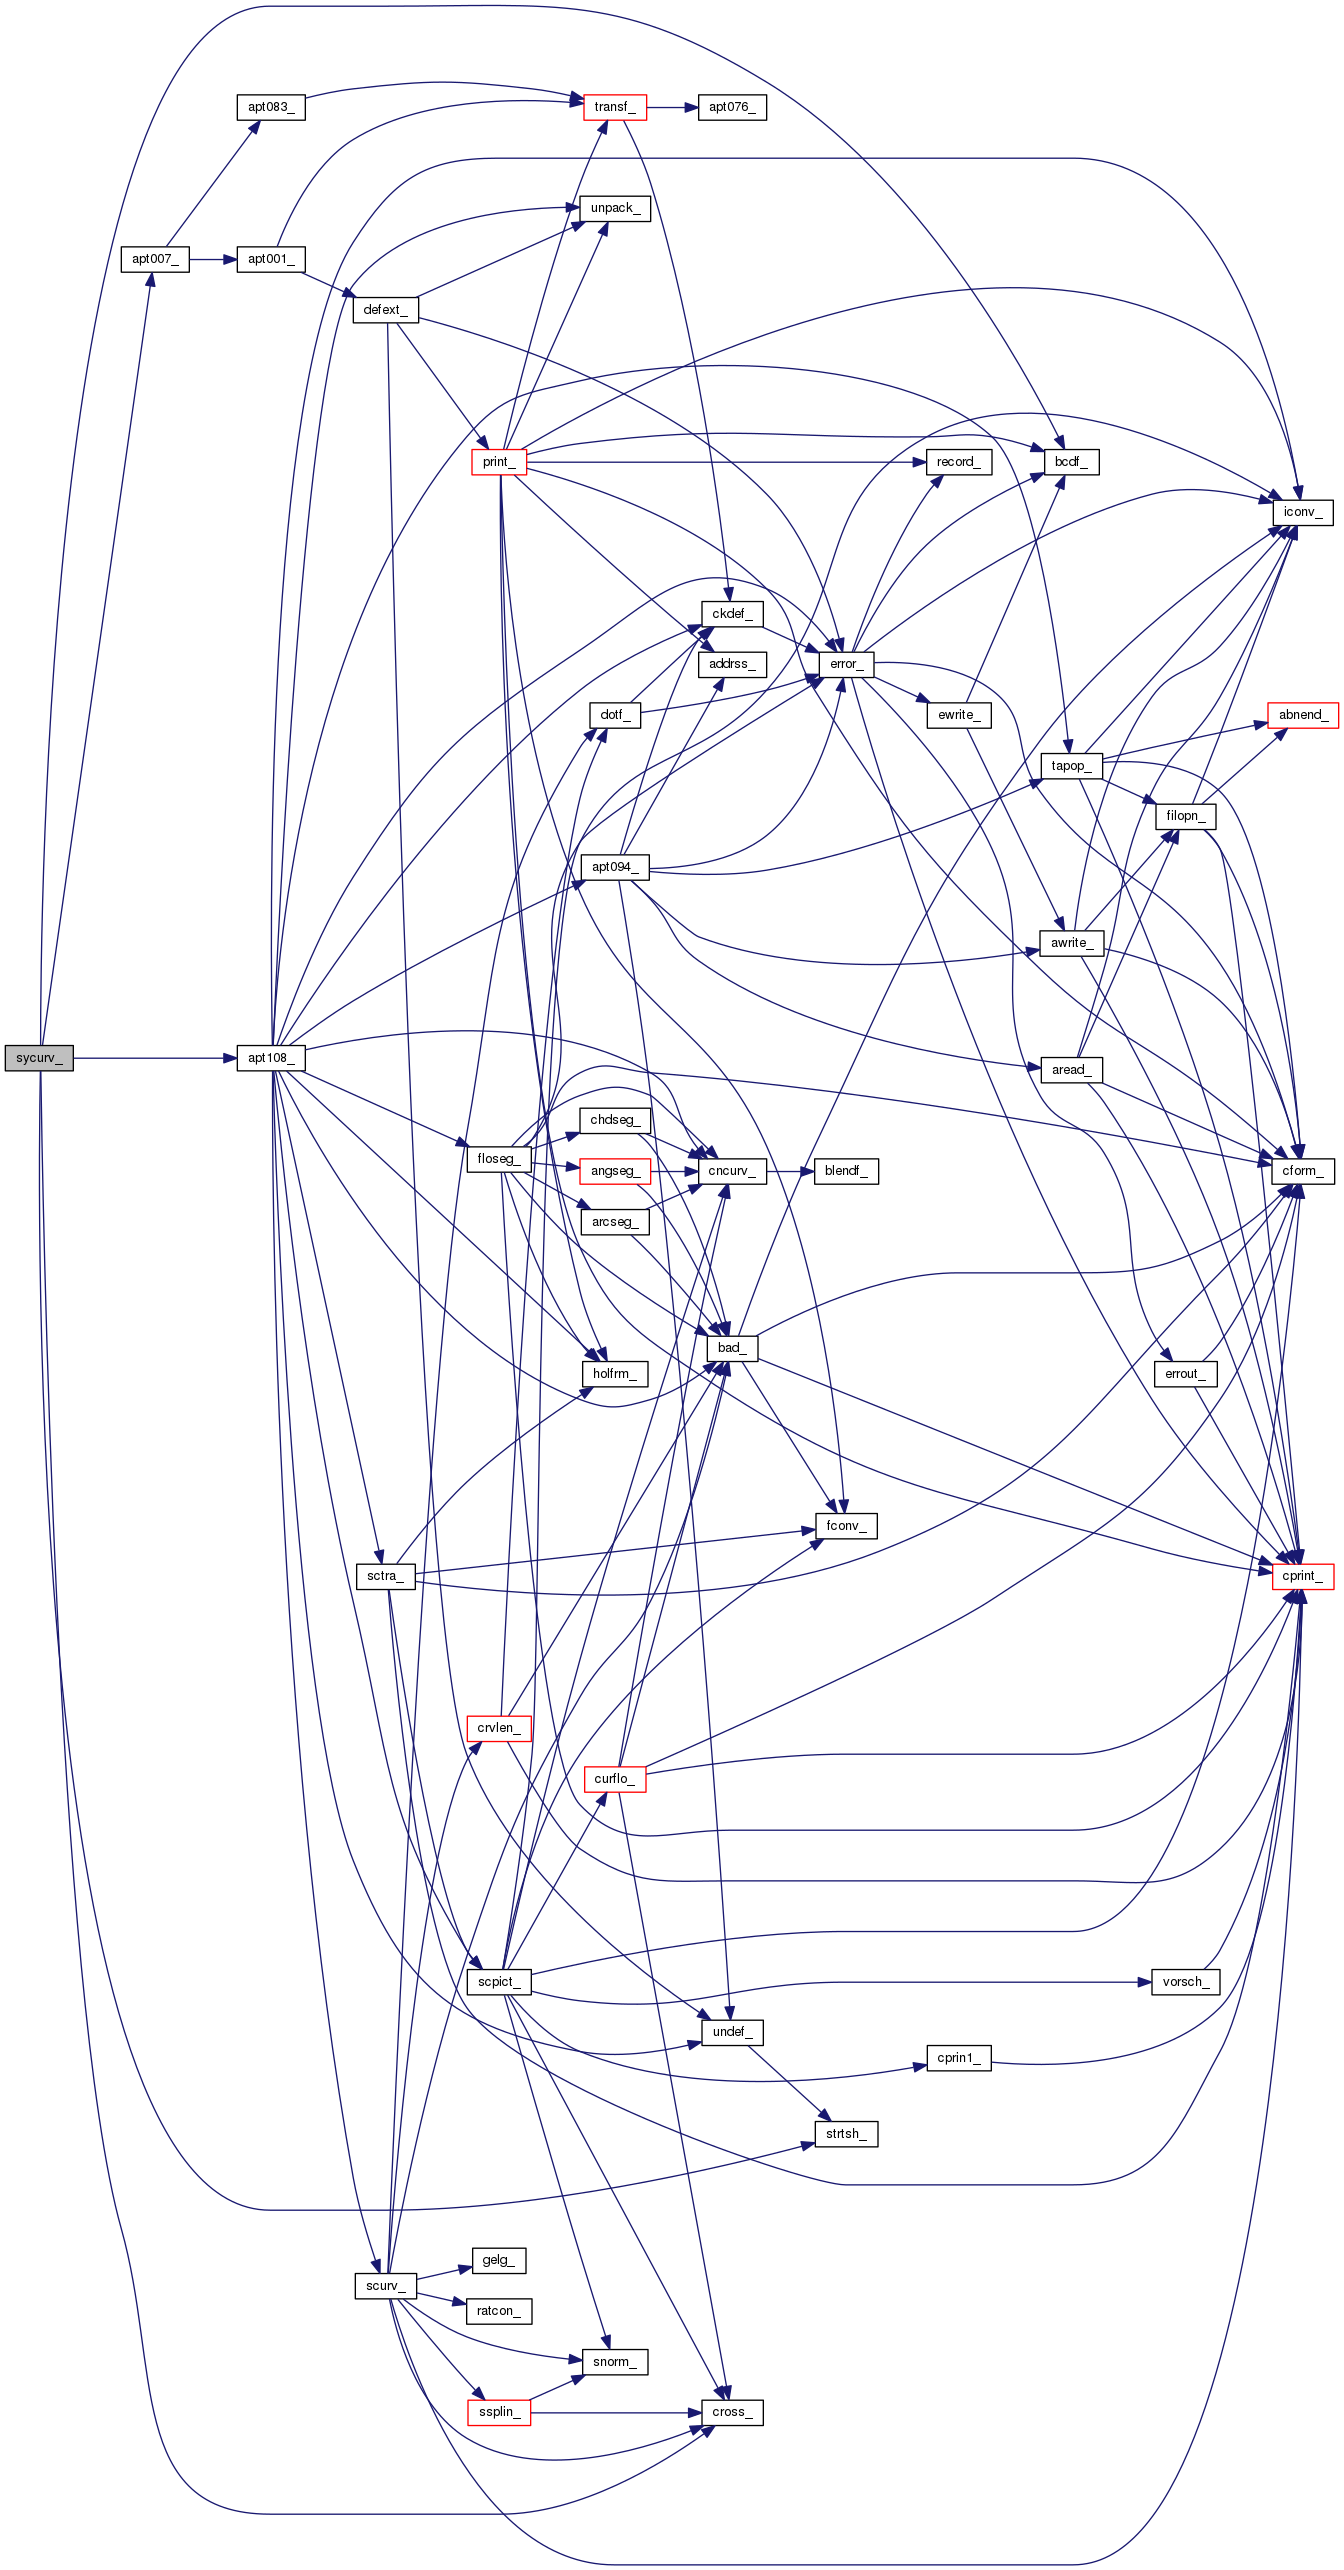 apt083_
transf_
apt076_
unpack_
apt007_
apt001_
defext_
print_
record_
bcdf_
iconv_
ckdef_
addrss_
error_
dotf_
ewrite_
abnend_
tapop_
filopn_
apt094_
awrite_
sycurv_
apt108_
aread_
chdseg_
floseg_
angseg_
cncurv_
blendf_
cform_
arcseg_
bad_
holfrm_
errout_
fconv_
sctra_
cprint_
crvlen_
curflo_
scpict_
vorsch_
undef_
cprin1_
strtsh_
gelg_
scurv_
ratcon_
snorm_
ssplin_
cross_